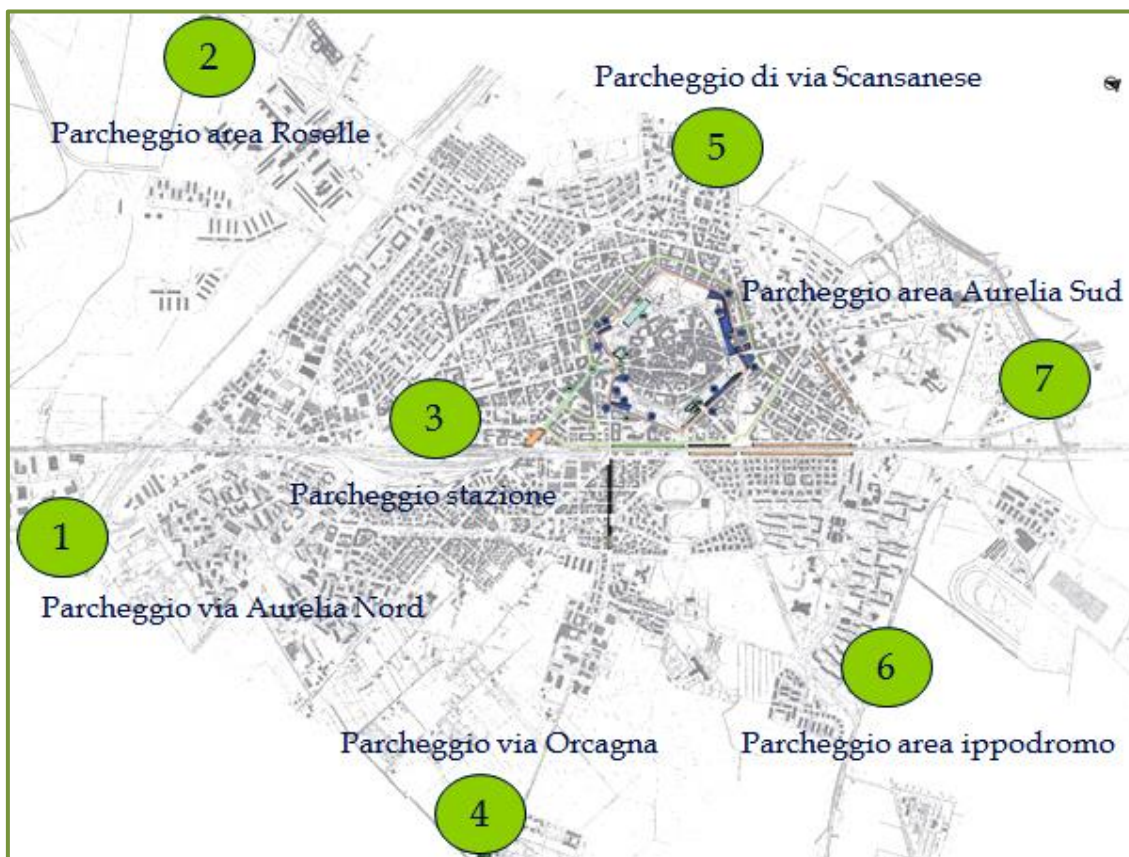 2
Parcheggio area Roselle
Parcheggio di via Scansanese
5
Parcheggio area Aurelia Sud
7
3
Parcheggio stazione
1
Parcheggio via Aurelia Nord
6
Parcheggio via Orcagna
Parcheggio area ippodromo
4